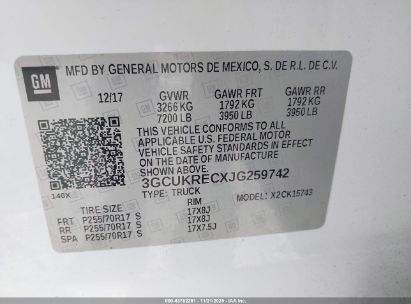 GM
MFD BY GENERAL MOTORS DE MEXICO, S. DE R.L. DE C.V.
12/17 GVWR GAWR FRT GAWR RR
3266 KG 1792 KG 1792 KG
7200 LB 3950 LB 3950 LB
THIS VEHICLE CONFORMS TO ALL
APPLICABLE U.S. FEDERAL MOTOR
VEHICLE SAFETY STANDARDS IN EFFECT
ON THE DATE OF MANUFACTURE
SHOWN ABOVE.
3GCUKRECXJG259742
140X TYPE: TRUCK MODEL: X2CK15743
TIRE SIZE RIM
FRT P255/70R17 S 17X8J
RR P255/70R17 S 17X8J
SPA P255/70R17 S 17X7.5J